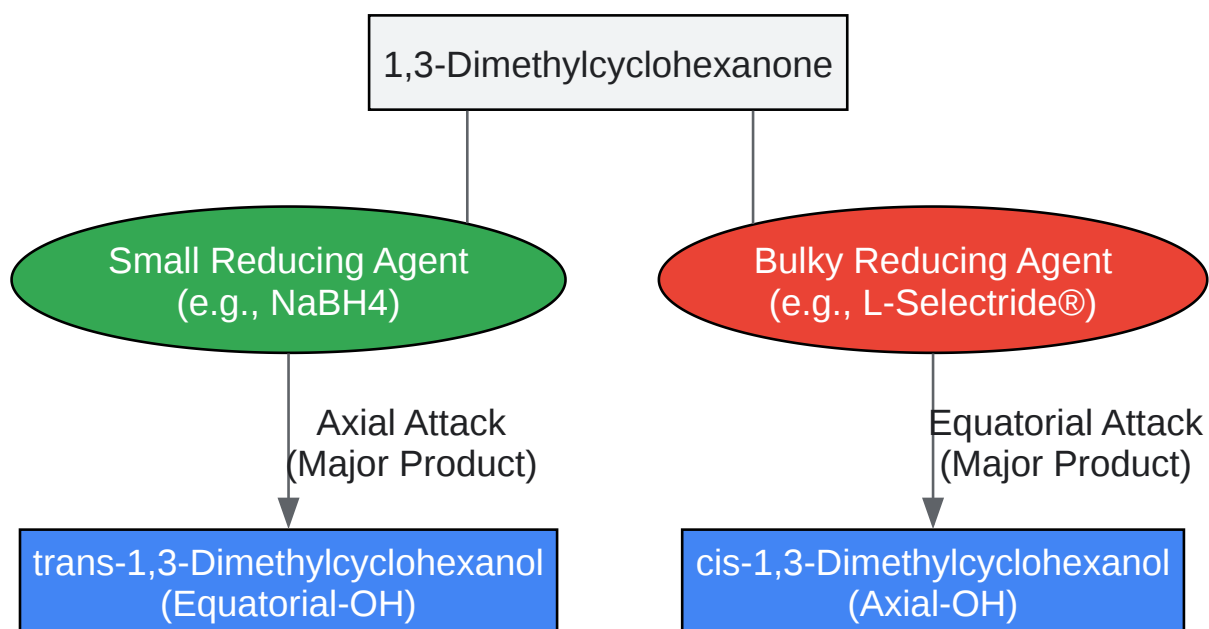 1,3-Dimethylcyclohexanone
Small Reducing Agent
(e.g., NaBH4)
Bulky Reducing Agent
(e.g., L-Selectride®)
Axial Attack
(Major Product)
Equatorial Attack
(Major Product)
trans-1,3-Dimethylcyclohexanol
(Equatorial-OH)
cis-1,3-Dimethylcyclohexanol
(Axial-OH)